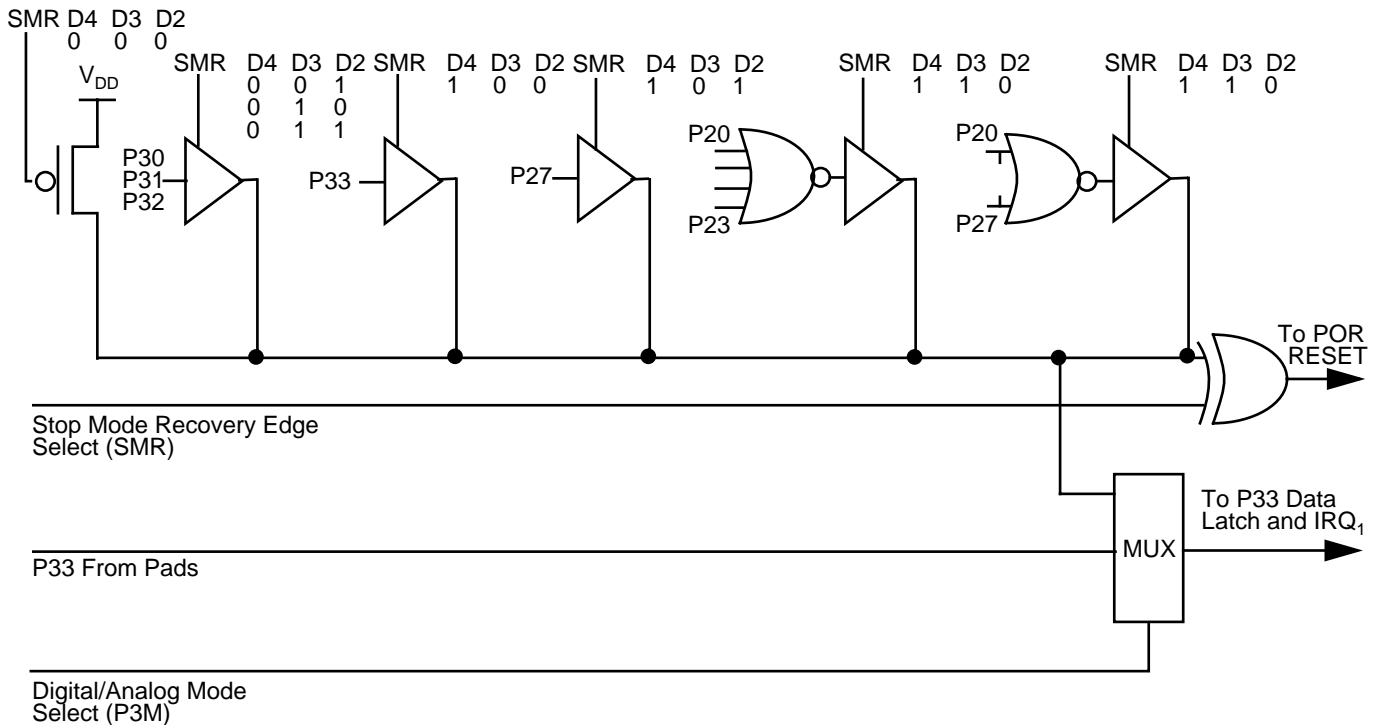 SMR D4 D3 D2
0 0 0
VDD
SMR D4 D3 D2
0 0 1
0 1 0
0 1 1
P30
P31
P32
SMR D4 D3 D2
1 0 0
P33
SMR D4 D3 D2
1 0 1
P27
SMR D4 D3 D2
1 1 0
P20
P23
SMR D4 D3 D2
1 1 0
P20
P27
To POR
RESET
Stop Mode Recovery Edge
Select (SMR)
To P33 Data
Latch and IRQ1
MUX
P33 From Pads
Digital/Analog Mode
Select (P3M)